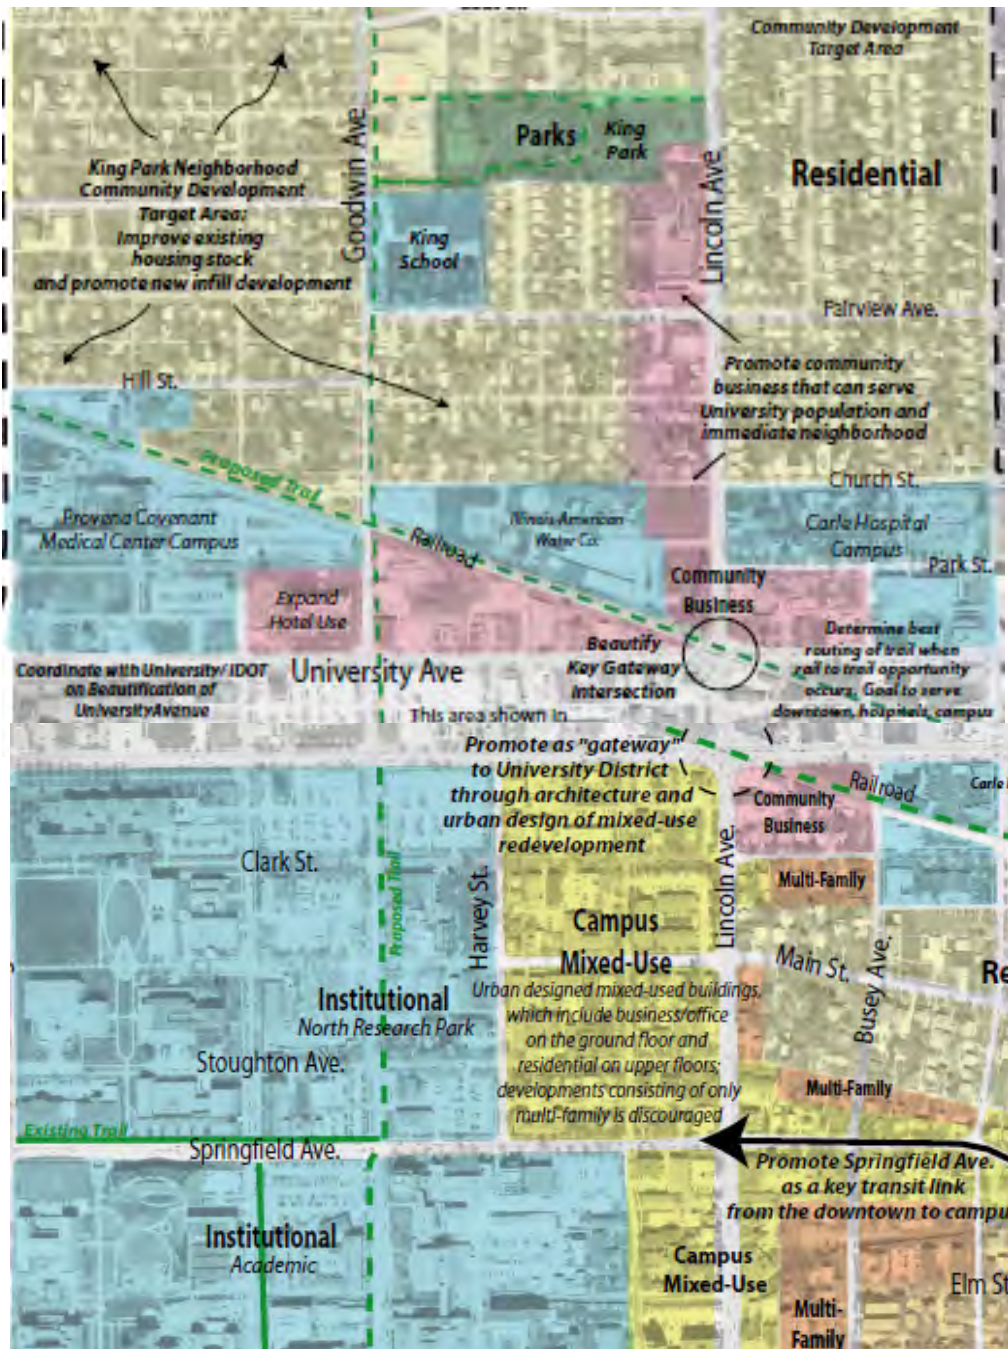 Community Development
Target Area
Goodwin Ave
Parks
King
Park
Lincoln Ave
Residential
King Park Neighborhood
Community Development
Target Area:
Improve existing
housing stock
and promote new infill development
King
School
Fairview Ave.
Promote community
business that can serve
University population and
immediate neighborhood
Hill St.
Proposed Trail
Church St.
Provena Covenant
Medical Center Campus
Railroad
Illinois-American
Water Co.
Carle Hospital
Campus
Park St.
Expand
Hotel Use
Community
Business
Beautify
Key Gateway
Intersection
Determine best
routing of trail when
rail to trail opportunity
occurs. Goal to serve
downtown, hospitals, campus
Coordinate with University/IDOT
on Beautification of
UniversityAvenue
University Ave
This area shown in
Promote as "gateway"
to University District
through architecture and
urban design of mixed-use
redevelopment
Railroad
Carle
Community
Business
Clark St.
Proposed Trail
Harvey St.
Lincoln Ave.
Multi-Family
Campus
Mixed-Use
Main St.
Busey Ave.
Re
Urban designed mixed-used buildings,
which include business/office
on the ground floor and
residential on upper floors;
developments consisting of only
multi-family is discouraged
Institutional
North Research Park
Stoughton Ave.
Multi-Family
Existing Trail
Springfield Ave.
Promote Springfield Ave.
as a key transit link
from the downtown to campu
Institutional
Academic
Campus
Mixed-Use
Elm St
Multi-
Family